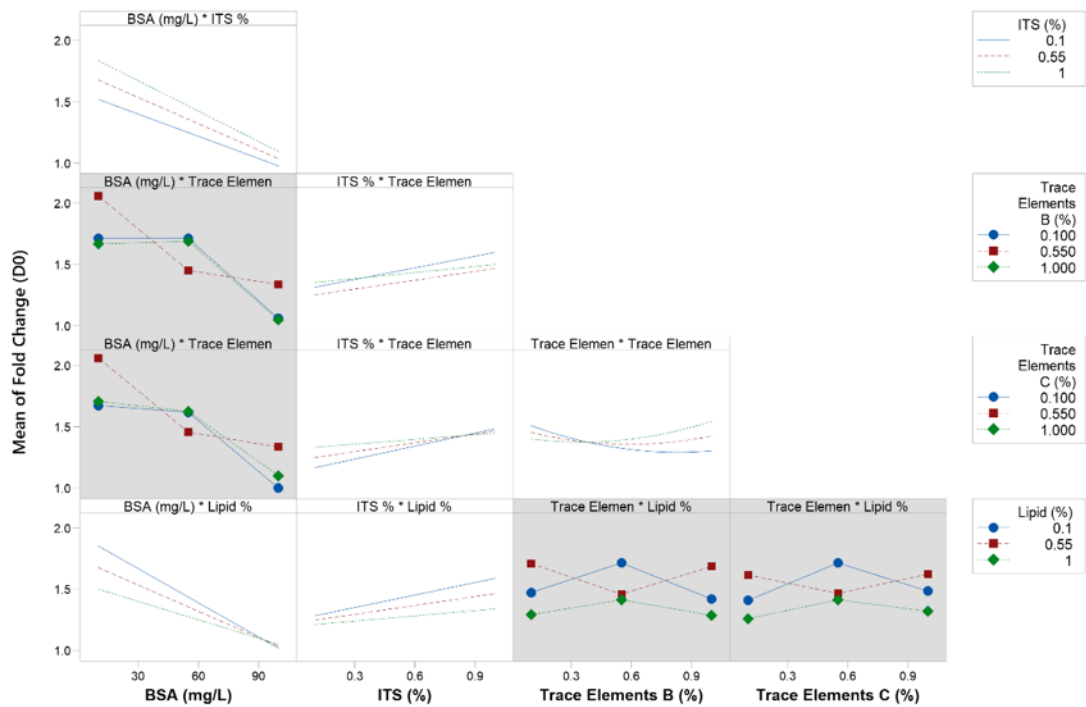 BSA (mg/L) * ITS %
2.0
1.5
1.0
ITS (%)
0.1
0.55
1
BSA (mg/L) * Trace Elemen
ITS % * Trace Elemen
2.0
1.5
1.0
Trace
Elements
B (%)
0.100
0.550
1.000
Mean of Fold Change (D0)
BSA (mg/L) * Trace Elemen
ITS % * Trace Elemen
Trace Elemen * Trace Elemen
2.0
1.5
1.0
Trace
Elements
C (%)
0.100
0.550
1.000
BSA (mg/L) * Lipid %
ITS % * Lipid %
Trace Elemen * Lipid %
Trace Elemen * Lipid %
2.0
1.5
1.0
Lipid (%)
0.1
0.55
1
30 60 90
0.3 0.6 0.9
0.3 0.6 0.9
0.3 0.6 0.9
BSA (mg/L)
ITS (%)
Trace Elements B (%)
Trace Elements C (%)